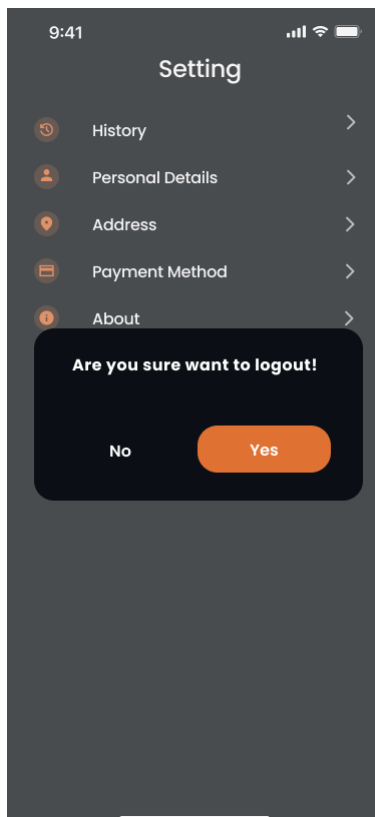 9:41
Setting
History
Personal Details
Address
Payment Method
About
Are you sure want to logout!
No
Yes